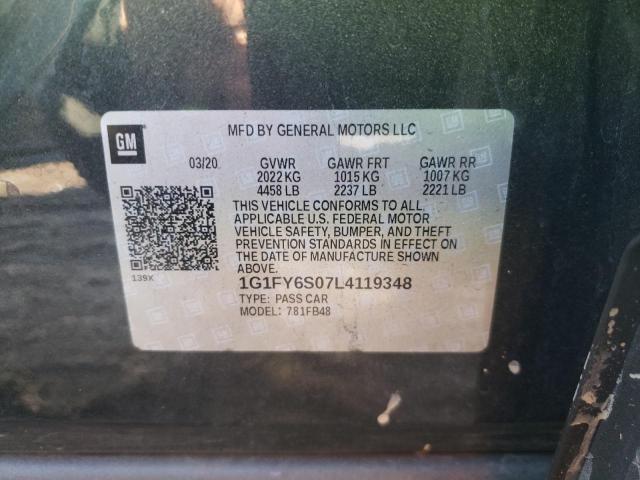 GM
MFD BY GENERAL MOTORS LLC
03/20 GVWR GAWR FRT GAWR RR
2022 KG 1015 KG 1007 KG
4458 LB 2237 LB 2221 LB
THIS VEHICLE CONFORMS TO ALL
APPLICABLE U.S. FEDERAL MOTOR
VEHICLE SAFETY, BUMPER, AND THEFT
PREVENTION STANDARDS IN EFFECT ON
THE DATE OF MANUFACTURE SHOWN
ABOVE.
139X
1G1FY6S07L4119348
TYPE: PASS CAR
MODEL: 781FB48